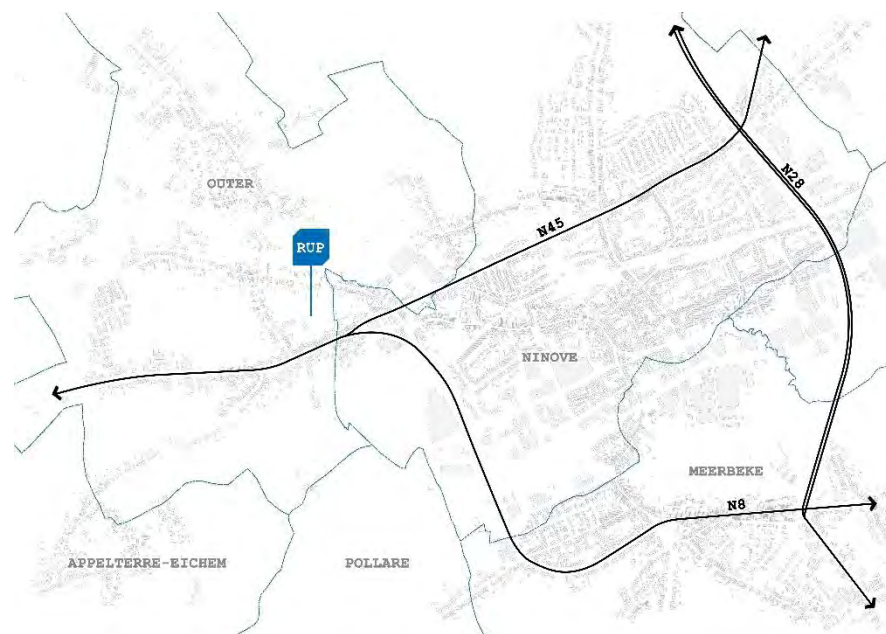 N28
OUTER
N45
RUP
NINOVE
MEERBEKE
N8
APPELTERRE-EICHEM
POLLARE